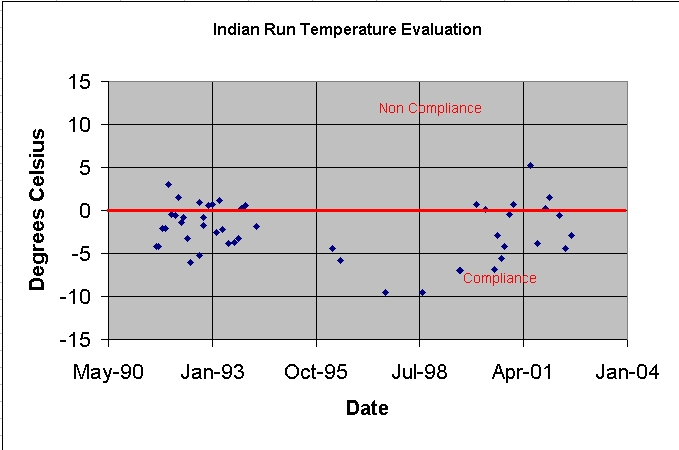 Indian Run Temperature Evaluation
15
10
5
0
-5
-10
-15
Degrees Celsius
Non Compliance
Compliance
May-90 Jan-93 Oct-95 Jul-98 Apr-01 Jan-04
Date